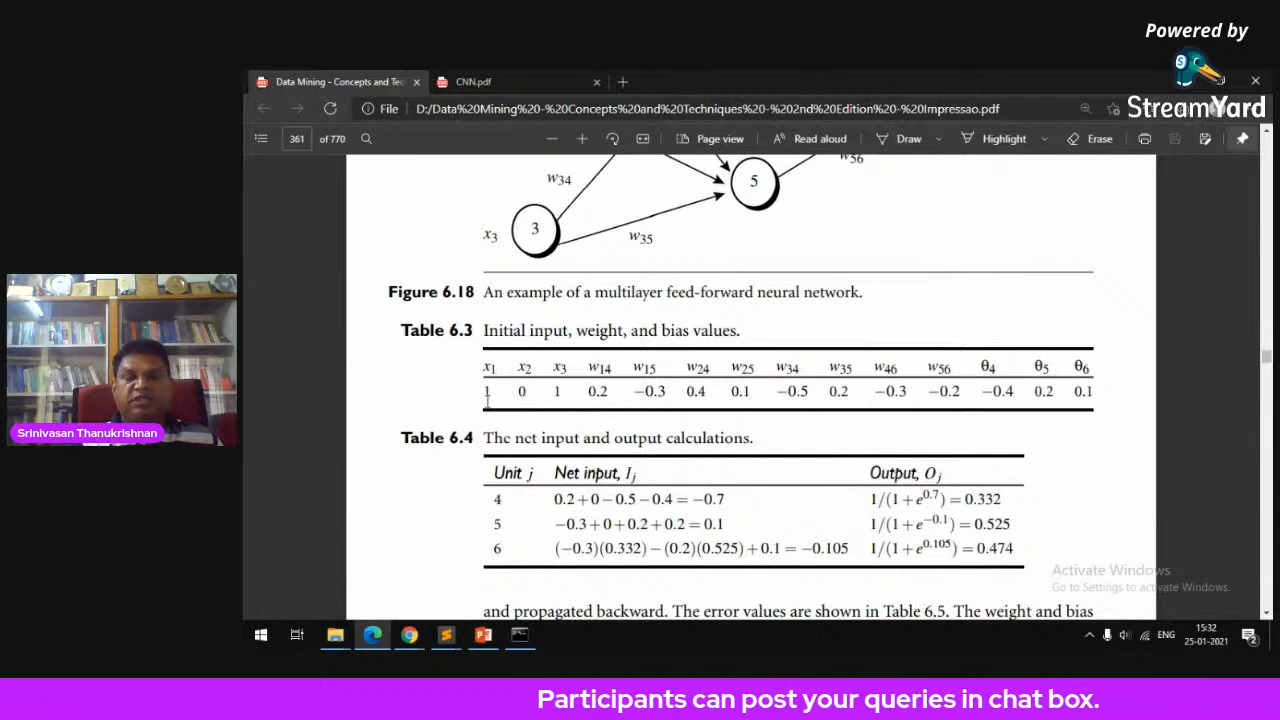 Powered by
StreamYard
Data Mining - Concepts and Tec
CNN.pdf
File D:/Data%20Mining%20-%20Concepts%20and%20Techniques%20-%202nd%20Edition%20-%20Impressao.pdf
361 of 770 Page view Read aloud Draw Highlight Erase
w56
w34
5
x3 3
w35
Figure 6.18 An example of a multilayer feed-forward neural network.
Table 6.3 Initial input, weight, and bias values.
x1 x2 x3 w14 w15 w24 w25 w34 w35 w46 w56 θ4 θ5 θ6
1 0 1 0.2 −0.3 0.4 0.1 −0.5 0.2 −0.3 −0.2 −0.4 0.2 0.1
Table 6.4 The net input and output calculations.
Unit j Net input, Ij Output, Oj
4 0.2 + 0 − 0.5 − 0.4 = −0.7 1/(1 + e^0.7) = 0.332
5 −0.3 + 0 + 0.2 + 0.2 = 0.1 1/(1 + e^−0.1) = 0.525
6 (−0.3)(0.332) − (0.2)(0.525) + 0.1 = −0.105 1/(1 + e^0.105) = 0.474
and propagated backward. The error values are shown in Table 6.5. The weight and bias
Activate Windows
Go to Settings to activate Windows.
Srinivasan Thanukrishnan
ENG
15:32
25-01-2021
2
Participants can post your queries in chat box.